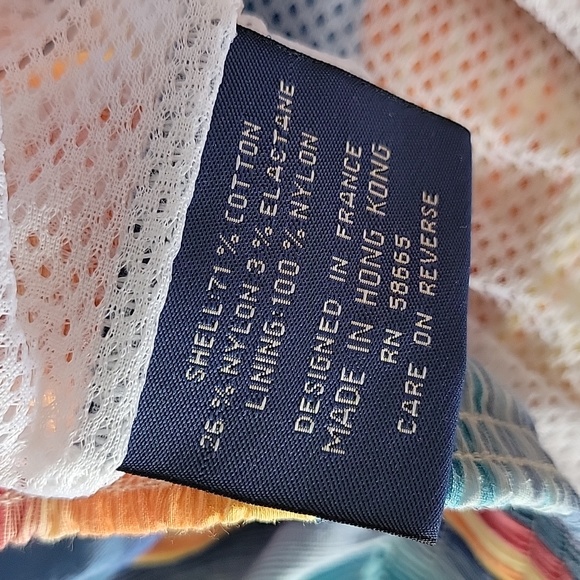 SHELL:71 % COTTON
26 % NYLON 3 % ELASTANE
LINING:100 % NYLON
DESIGNED IN FRANCE
MADE IN HONG KONG
RN 58665
CARE ON REVERSE